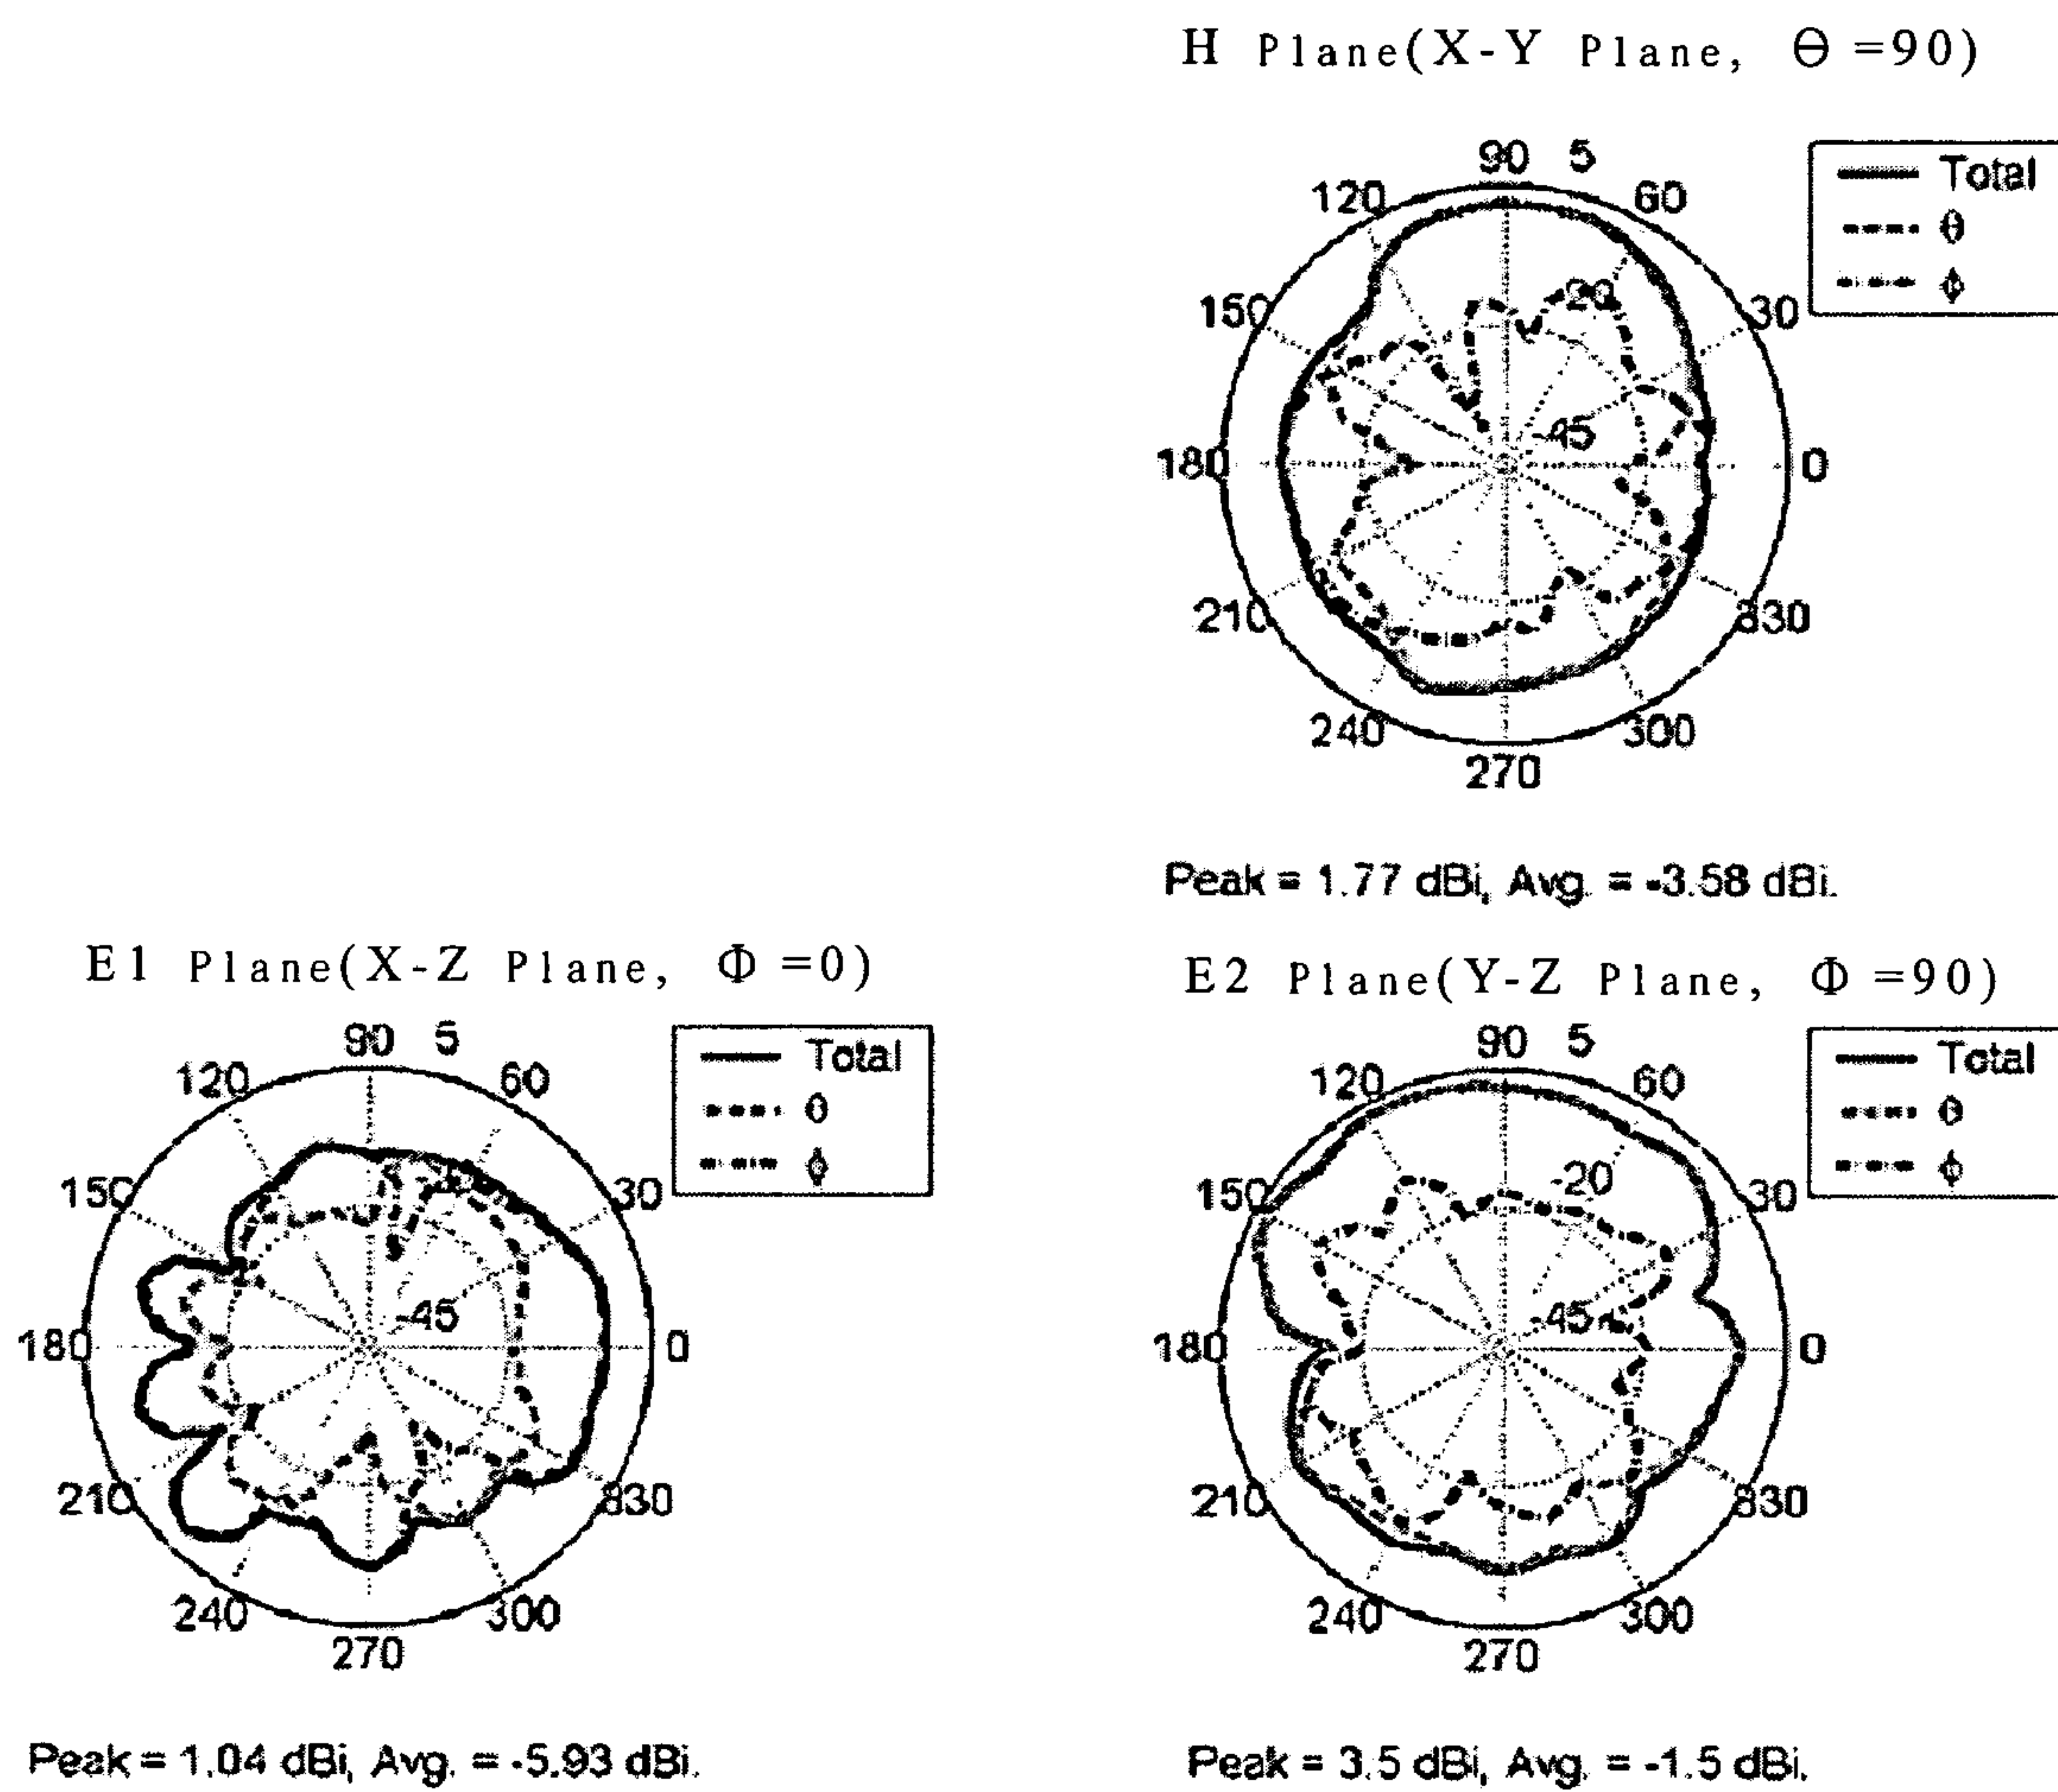 H Plane(X-Y Plane, Θ =90)
90 5
120 60
150 30
-20
-45
180 0
210 330
240 300
270
Total
θ
ϕ
Peak = 1.77 dBi, Avg. = -3.58 dBi.
E1 Plane(X-Z Plane, Φ =0)
90 5
120 60
150 30
-45
180 0
210 330
240 300
270
Total
θ
ϕ
Peak = 1.04 dBi, Avg. = -5.93 dBi.
E2 Plane(Y-Z Plane, Φ =90)
90 5
120 60
150 30
-20
-45
180 0
210 330
240 300
270
Total
θ
ϕ
Peak = 3.5 dBi, Avg. = -1.5 dBi.